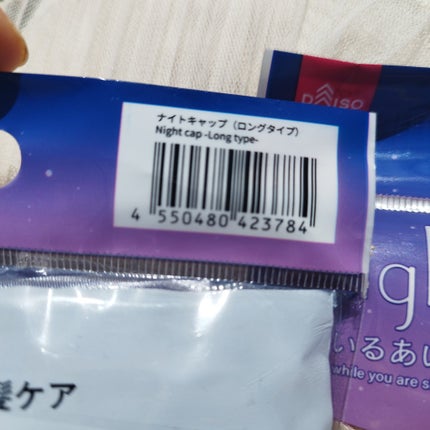 ナイトキャップ（ロングタイプ）
Night cap -Long type-
4 550480 423784
DAISO
いるあい
while you are s
髪ケア